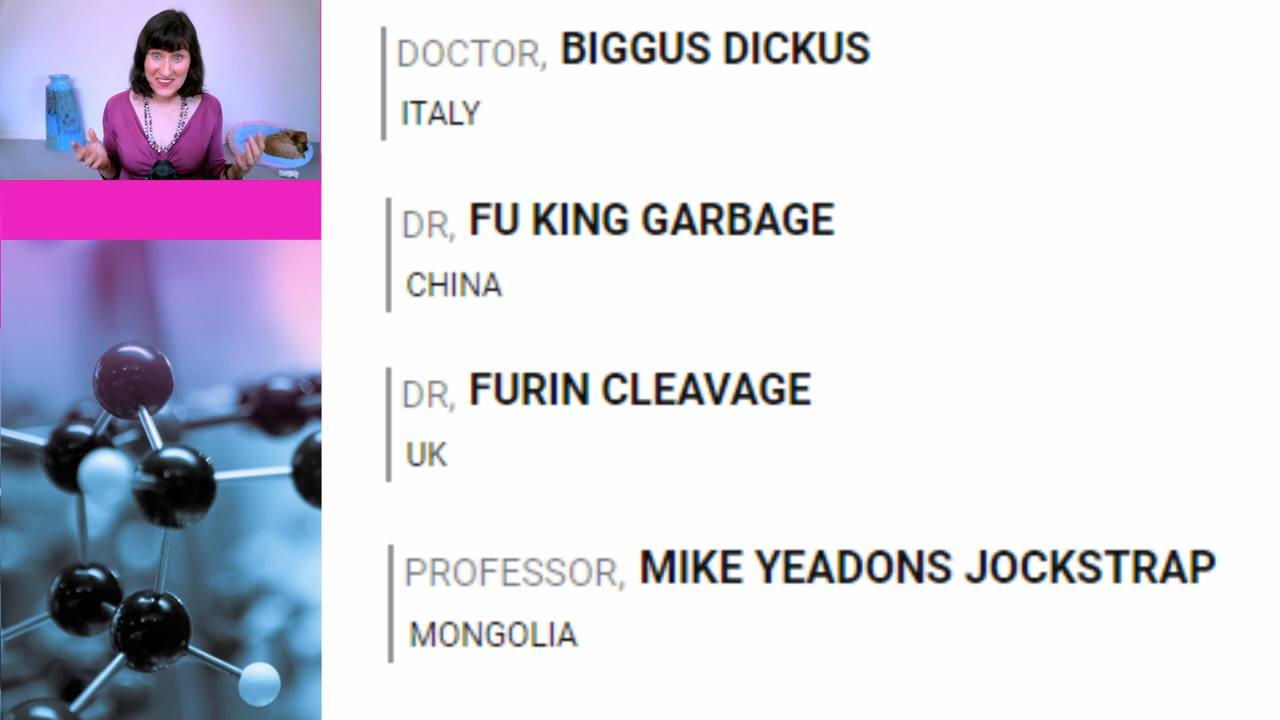 DOCTOR, BIGGUS DICKUS
ITALY
DR, FU KING GARBAGE
CHINA
DR, FURIN CLEAVAGE
UK
PROFESSOR, MIKE YEADONS JOCKSTRAP
MONGOLIA